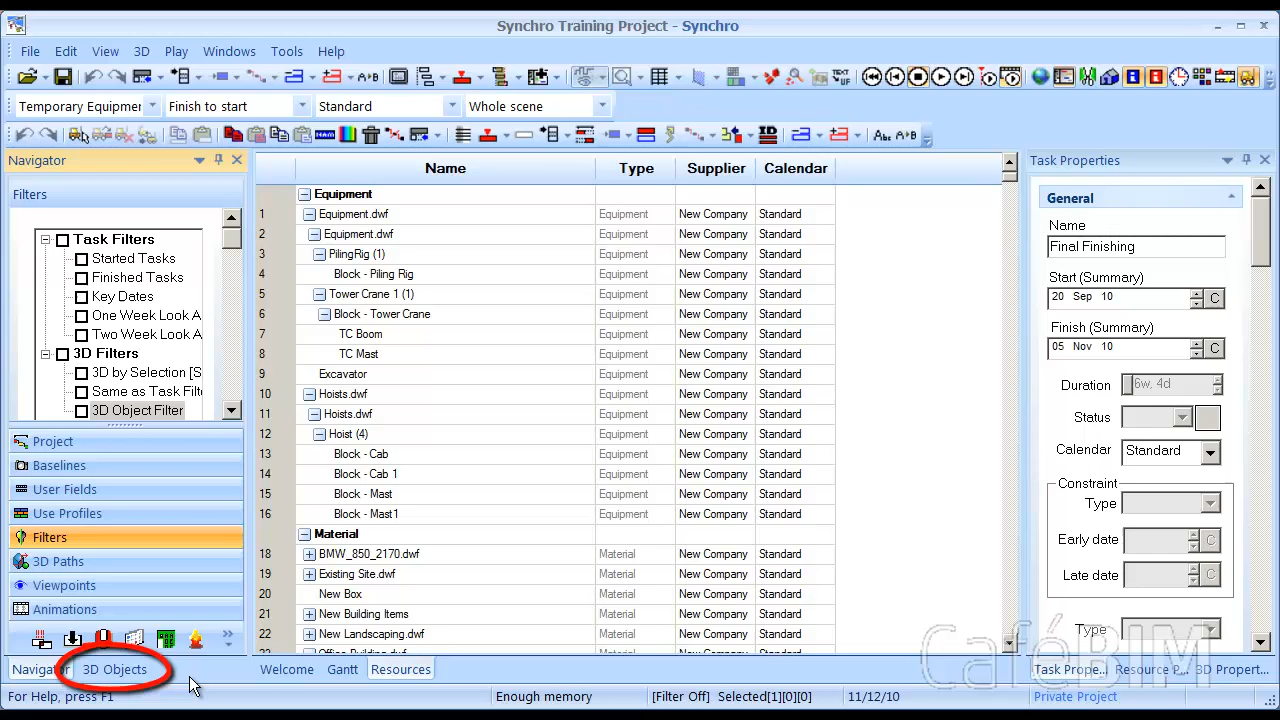 Synchro Training Project - Synchro
File Edit View 3D Play Windows Tools Help
Temporary Equipmer Finish to start Standard Whole scene
Navigator
Filters
Task Filters
Started Tasks
Finished Tasks
Key Dates
One Week Look A
Two Week Look A
3D Filters
3D by Selection [S
Same as Task Filt
3D Object Filter
Project
Baselines
User Fields
Use Profiles
Filters
3D Paths
Viewpoints
Animations
Navigator 3D Objects
Name Type Supplier Calendar
Equipment
1 Equipment.dwf Equipment New Company Standard
2 Equipment.dwf Equipment New Company Standard
3 PilingRig (1) Equipment New Company Standard
4 Block - Piling Rig Equipment New Company Standard
5 Tower Crane 1 (1) Equipment New Company Standard
6 Block - Tower Crane Equipment New Company Standard
7 TC Boom Equipment New Company Standard
8 TC Mast Equipment New Company Standard
9 Excavator Equipment New Company Standard
10 Hoists.dwf Equipment New Company Standard
11 Hoists.dwf Equipment New Company Standard
12 Hoist (4) Equipment New Company Standard
13 Block - Cab Equipment New Company Standard
14 Block - Cab 1 Equipment New Company Standard
15 Block - Mast Equipment New Company Standard
16 Block - Mast1 Equipment New Company Standard
Material
18 BMW_850_2170.dwf Material New Company Standard
19 Existing Site.dwf Material New Company Standard
20 New Box Material New Company Standard
21 New Building Items Material New Company Standard
22 New Landscaping.dwf Material New Company Standard
Welcome Gantt Resources
Task Properties
General
Name
Final Finishing
Start (Summary)
20 Sep 10 C
Finish (Summary)
05 Nov 10 C
Duration 6w, 4d
Status
Calendar Standard
Constraint
Type
Early date C
Late date C
Type
CaféBIM
Task Prope... Resource P... 3D Propert...
For Help, press F1 Enough memory [Filter Off] Selected[1][0][0] 11/12/10 Private Project